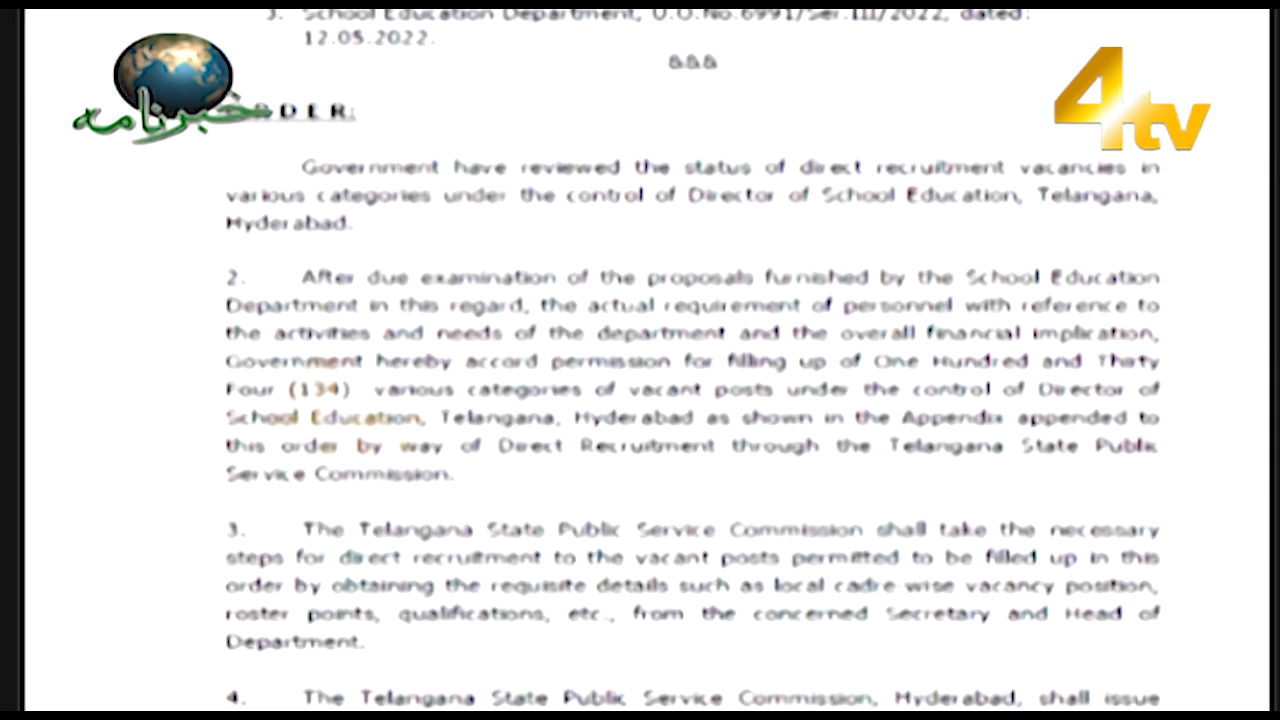 3. School Education Department, U.O.No.6991/Ser.III/2022, dated:
12.05.2022.
&&&
خبرنامہ
4tv
D E R:
Government have reviewed the status of direct recruitment vacancies in
various categories under the control of Director of School Education, Telangana,
Hyderabad.
2. After due examination of the proposals furnished by the School Education
Department in this regard, the actual requirement of personnel with reference to
the activities and needs of the department and the overall financial implication,
Government hereby accord permission for filling up of One Hundred and Thirty
Four (134) various categories of vacant posts under the control of Director of
School Education, Telangana, Hyderabad as shown in the Appendix appended to
this order by way of Direct Recruitment through the Telangana State Public
Service Commission.
3. The Telangana State Public Service Commission shall take the necessary
steps for direct recruitment to the vacant posts permitted to be filled up in this
order by obtaining the requisite details such as local cadre wise vacancy position,
roster points, qualifications, etc., from the concerned Secretary and Head of
Department.
4. The Telangana State Public Service Commission, Hyderabad, shall issue